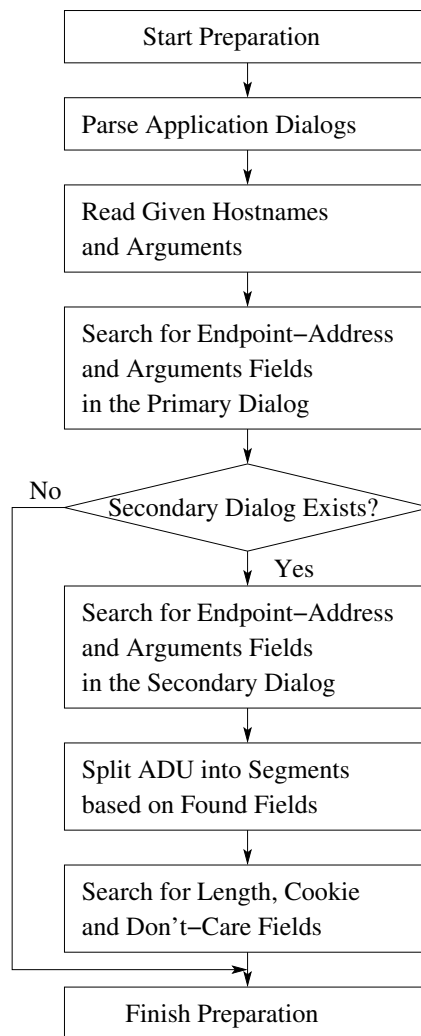 Start Preparation
Parse Application Dialogs
Read Given Hostnames
and Arguments
Search for Endpoint−Address
and Arguments Fields
in the Primary Dialog
No
Secondary Dialog Exists?
Yes
Search for Endpoint−Address
and Arguments Fields
in the Secondary Dialog
Split ADU into Segments
based on Found Fields
Search for Length, Cookie
and Don't−Care Fields
Finish Preparation